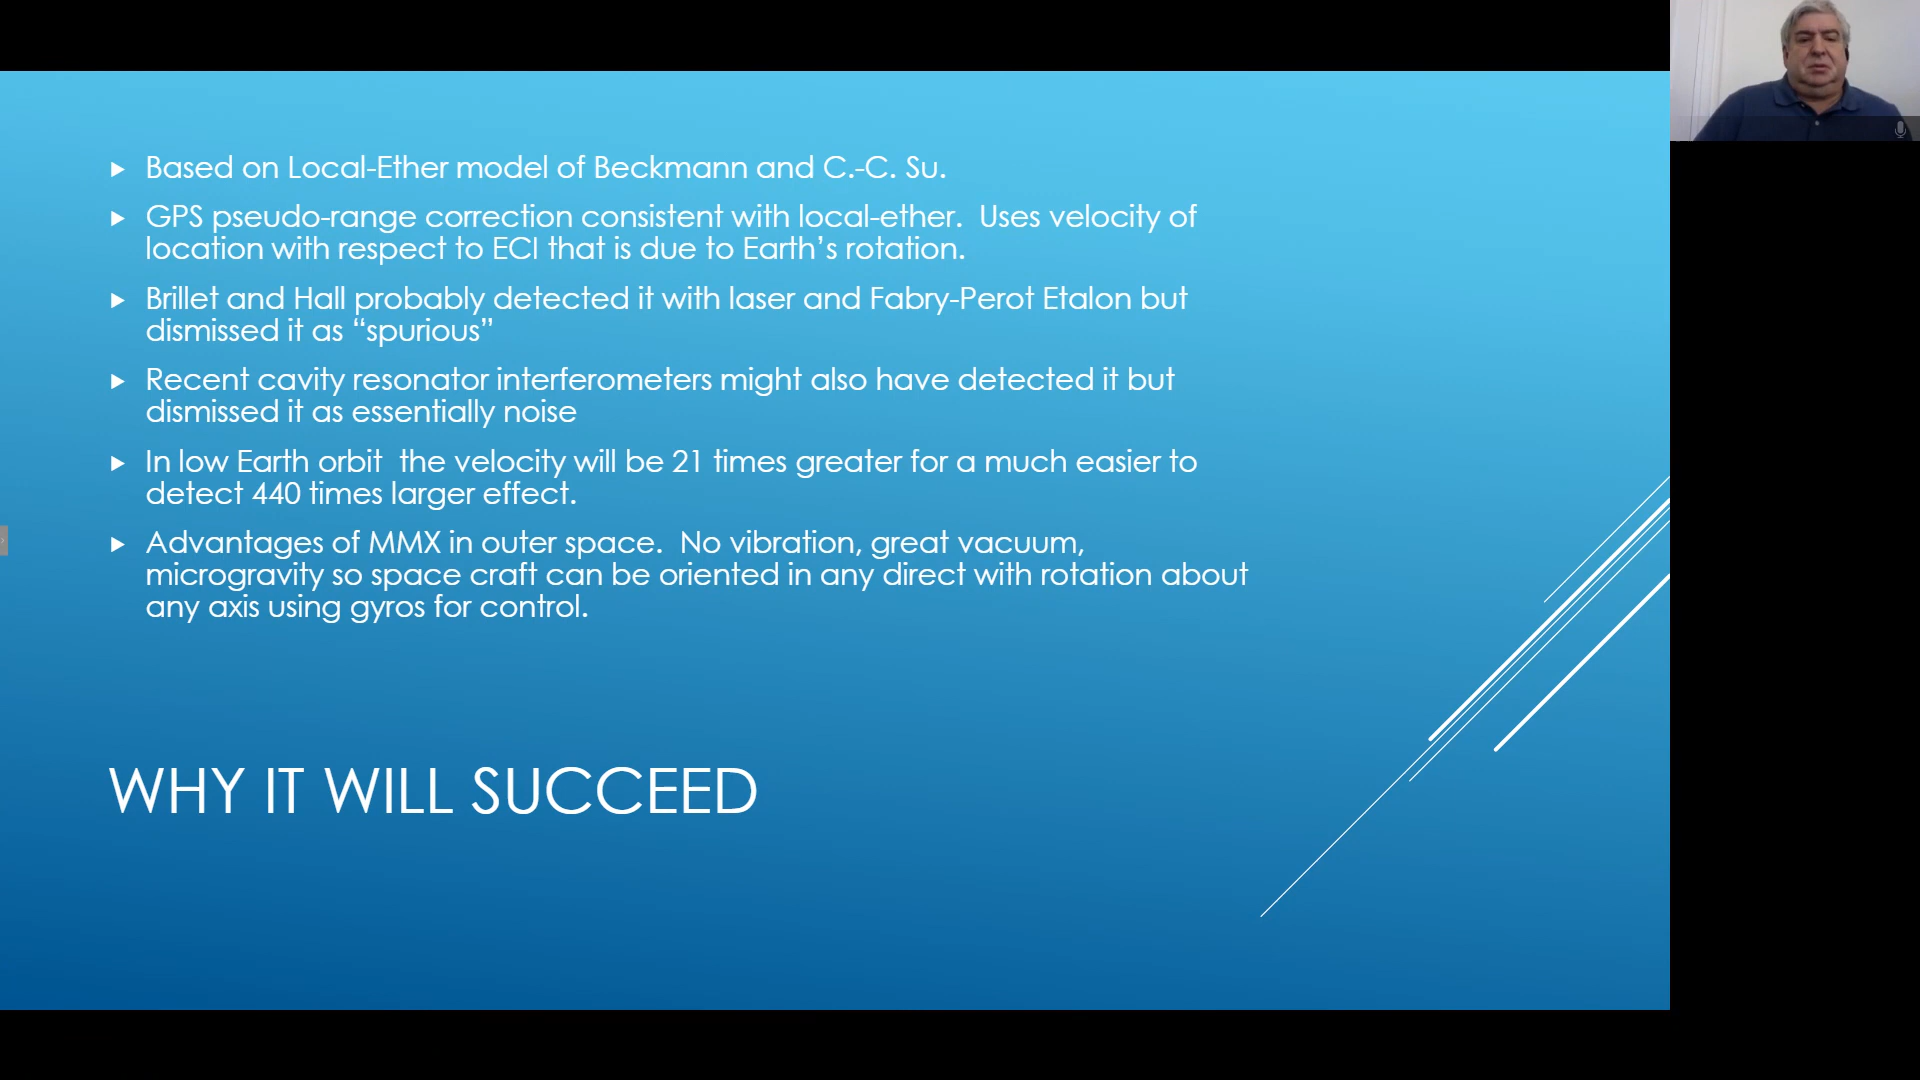 Based on Local-Ether model of Beckmann and C.-C. Su.
GPS pseudo-range correction consistent with local-ether.  Uses velocity of
location with respect to ECI that is due to Earth's rotation.
Brillet and Hall probably detected it with laser and Fabry-Perot Etalon but
dismissed it as “spurious”
Recent cavity resonator interferometers might also have detected it but
dismissed it as essentially noise
In low Earth orbit  the velocity will be 21 times greater for a much easier to
detect 440 times larger effect.
Advantages of MMX in outer space.  No vibration, great vacuum,
microgravity so space craft can be oriented in any direct with rotation about
any axis using gyros for control.
WHY IT WILL SUCCEED